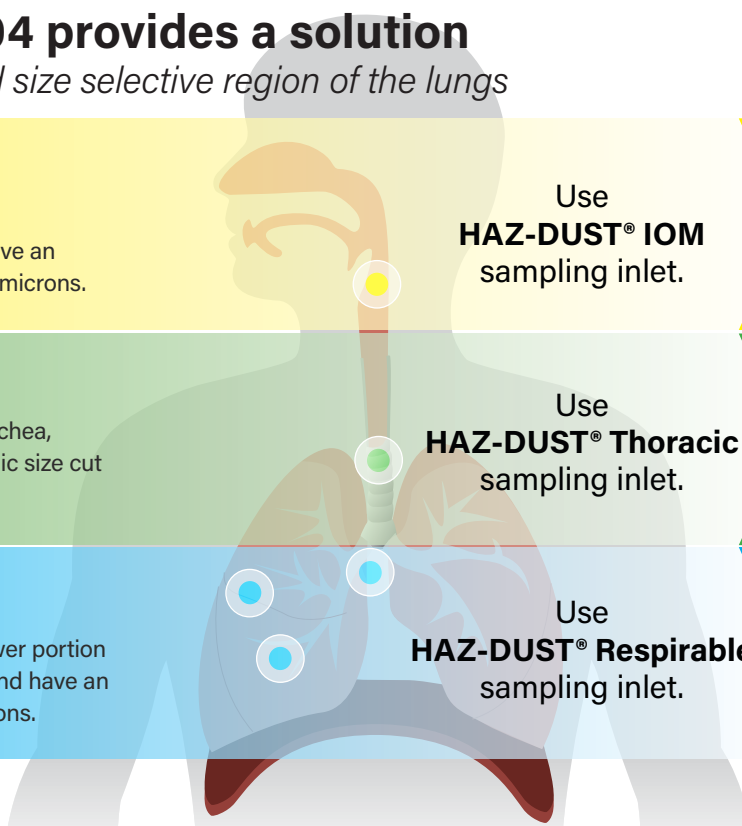 4 provides a solution
size selective region of the lungs
Use
HAZ-DUST® IOM
sampling inlet.
ve an
microns.
Use
HAZ-DUST® Thoracic
sampling inlet.
chea,
ic size cut
Use
HAZ-DUST® Respirable
sampling inlet.
ver portion
nd have an
ons.